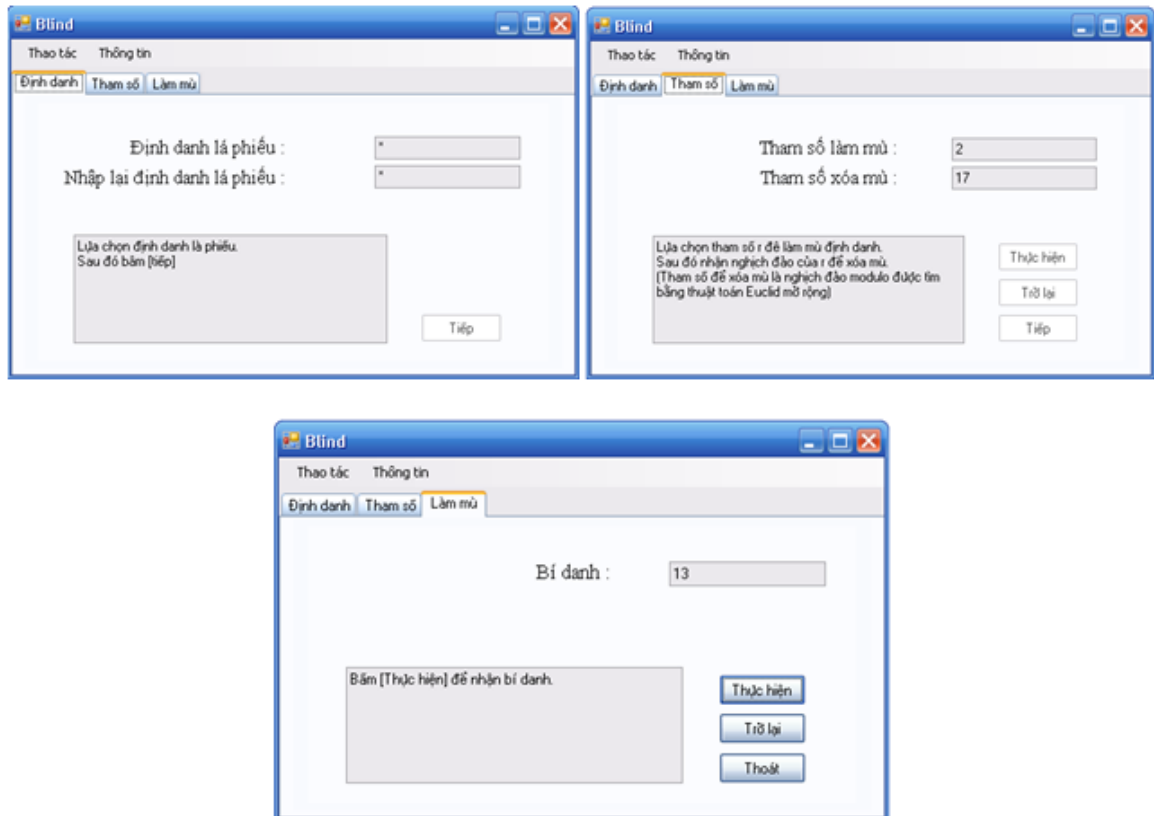 Blind
Thao tác Thông tin
Định danh Tham số Làm mù
Định danh lá phiếu : *
Nhập lại định danh lá phiếu : *
Lựa chọn định danh là phiếu.
Sau đó bấm [tiếp]
Tiếp
Blind
Thao tác Thông tin
Định danh Tham số Làm mù
Tham số làm mù : 2
Tham số xóa mù : 17
Lựa chọn tham số r đê làm mù định danh.
Sau đó nhận nghịch đảo của r để xóa mù.
(Tham số để xóa mù là nghịch đảo modulo được tìm
bằng thuật toán Euclid mở rộng)
Thực hiện
Trở lại
Tiếp
Blind
Thao tác Thông tin
Định danh Tham số Làm mù
Bí danh : 13
Bấm [Thực hiện] để nhận bí danh.
Thực hiện
Trở lại
Thoát